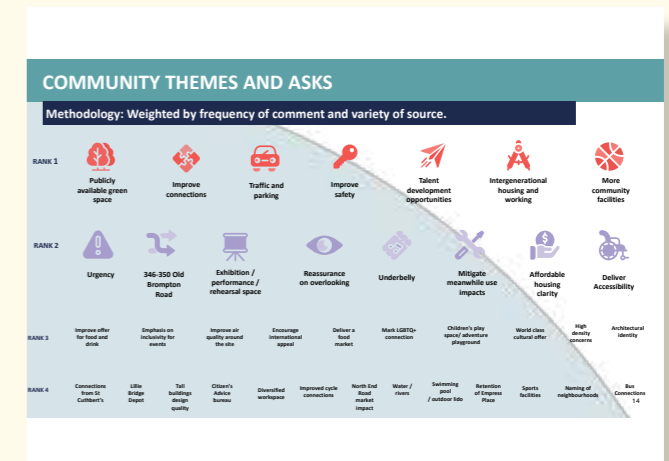 COMMUNITY THEMES AND ASKS
Methodology: Weighted by frequency of comment and variety of source.
RANK 1
Publicly
available green
space
Improve
connections
Traffic and
parking
Improve
safety
Talent
development
opportunities
Intergenerational
housing and
working
More
community
facilities
RANK 2
Urgency
346-350 Old
Brompton
Road
Exhibition /
performance /
rehearsal space
Reassurance
on overlooking
Underbelly
Mitigate
meanwhile use
impacts
Affordable
housing
clarity
Deliver
Accessibility
RANK 3
Improve offer
for food and
drink
Emphasis on
inclusivity for
events
Improve air
quality around
the site
Encourage
international
appeal
Deliver a
food
market
Mark LGBTQ+
connection
Children's play
space/ adventure
playground
World class
cultural offer
High
density
concerns
Architectural
identity
RANK 4
Connections
from St
Cuthbert's
Lillie
Bridge
Depot
Tall
buildings
design
quality
Citizen's
Advice
bureau
Diversified
workspace
Improved cycle
connections
North End
Road
market
impact
Water /
rivers
Swimming
pool
/ outdoor lido
Retention
of Empress
Place
Sports
facilities
Naming of
neighbourhoods
Bus
Connections
14